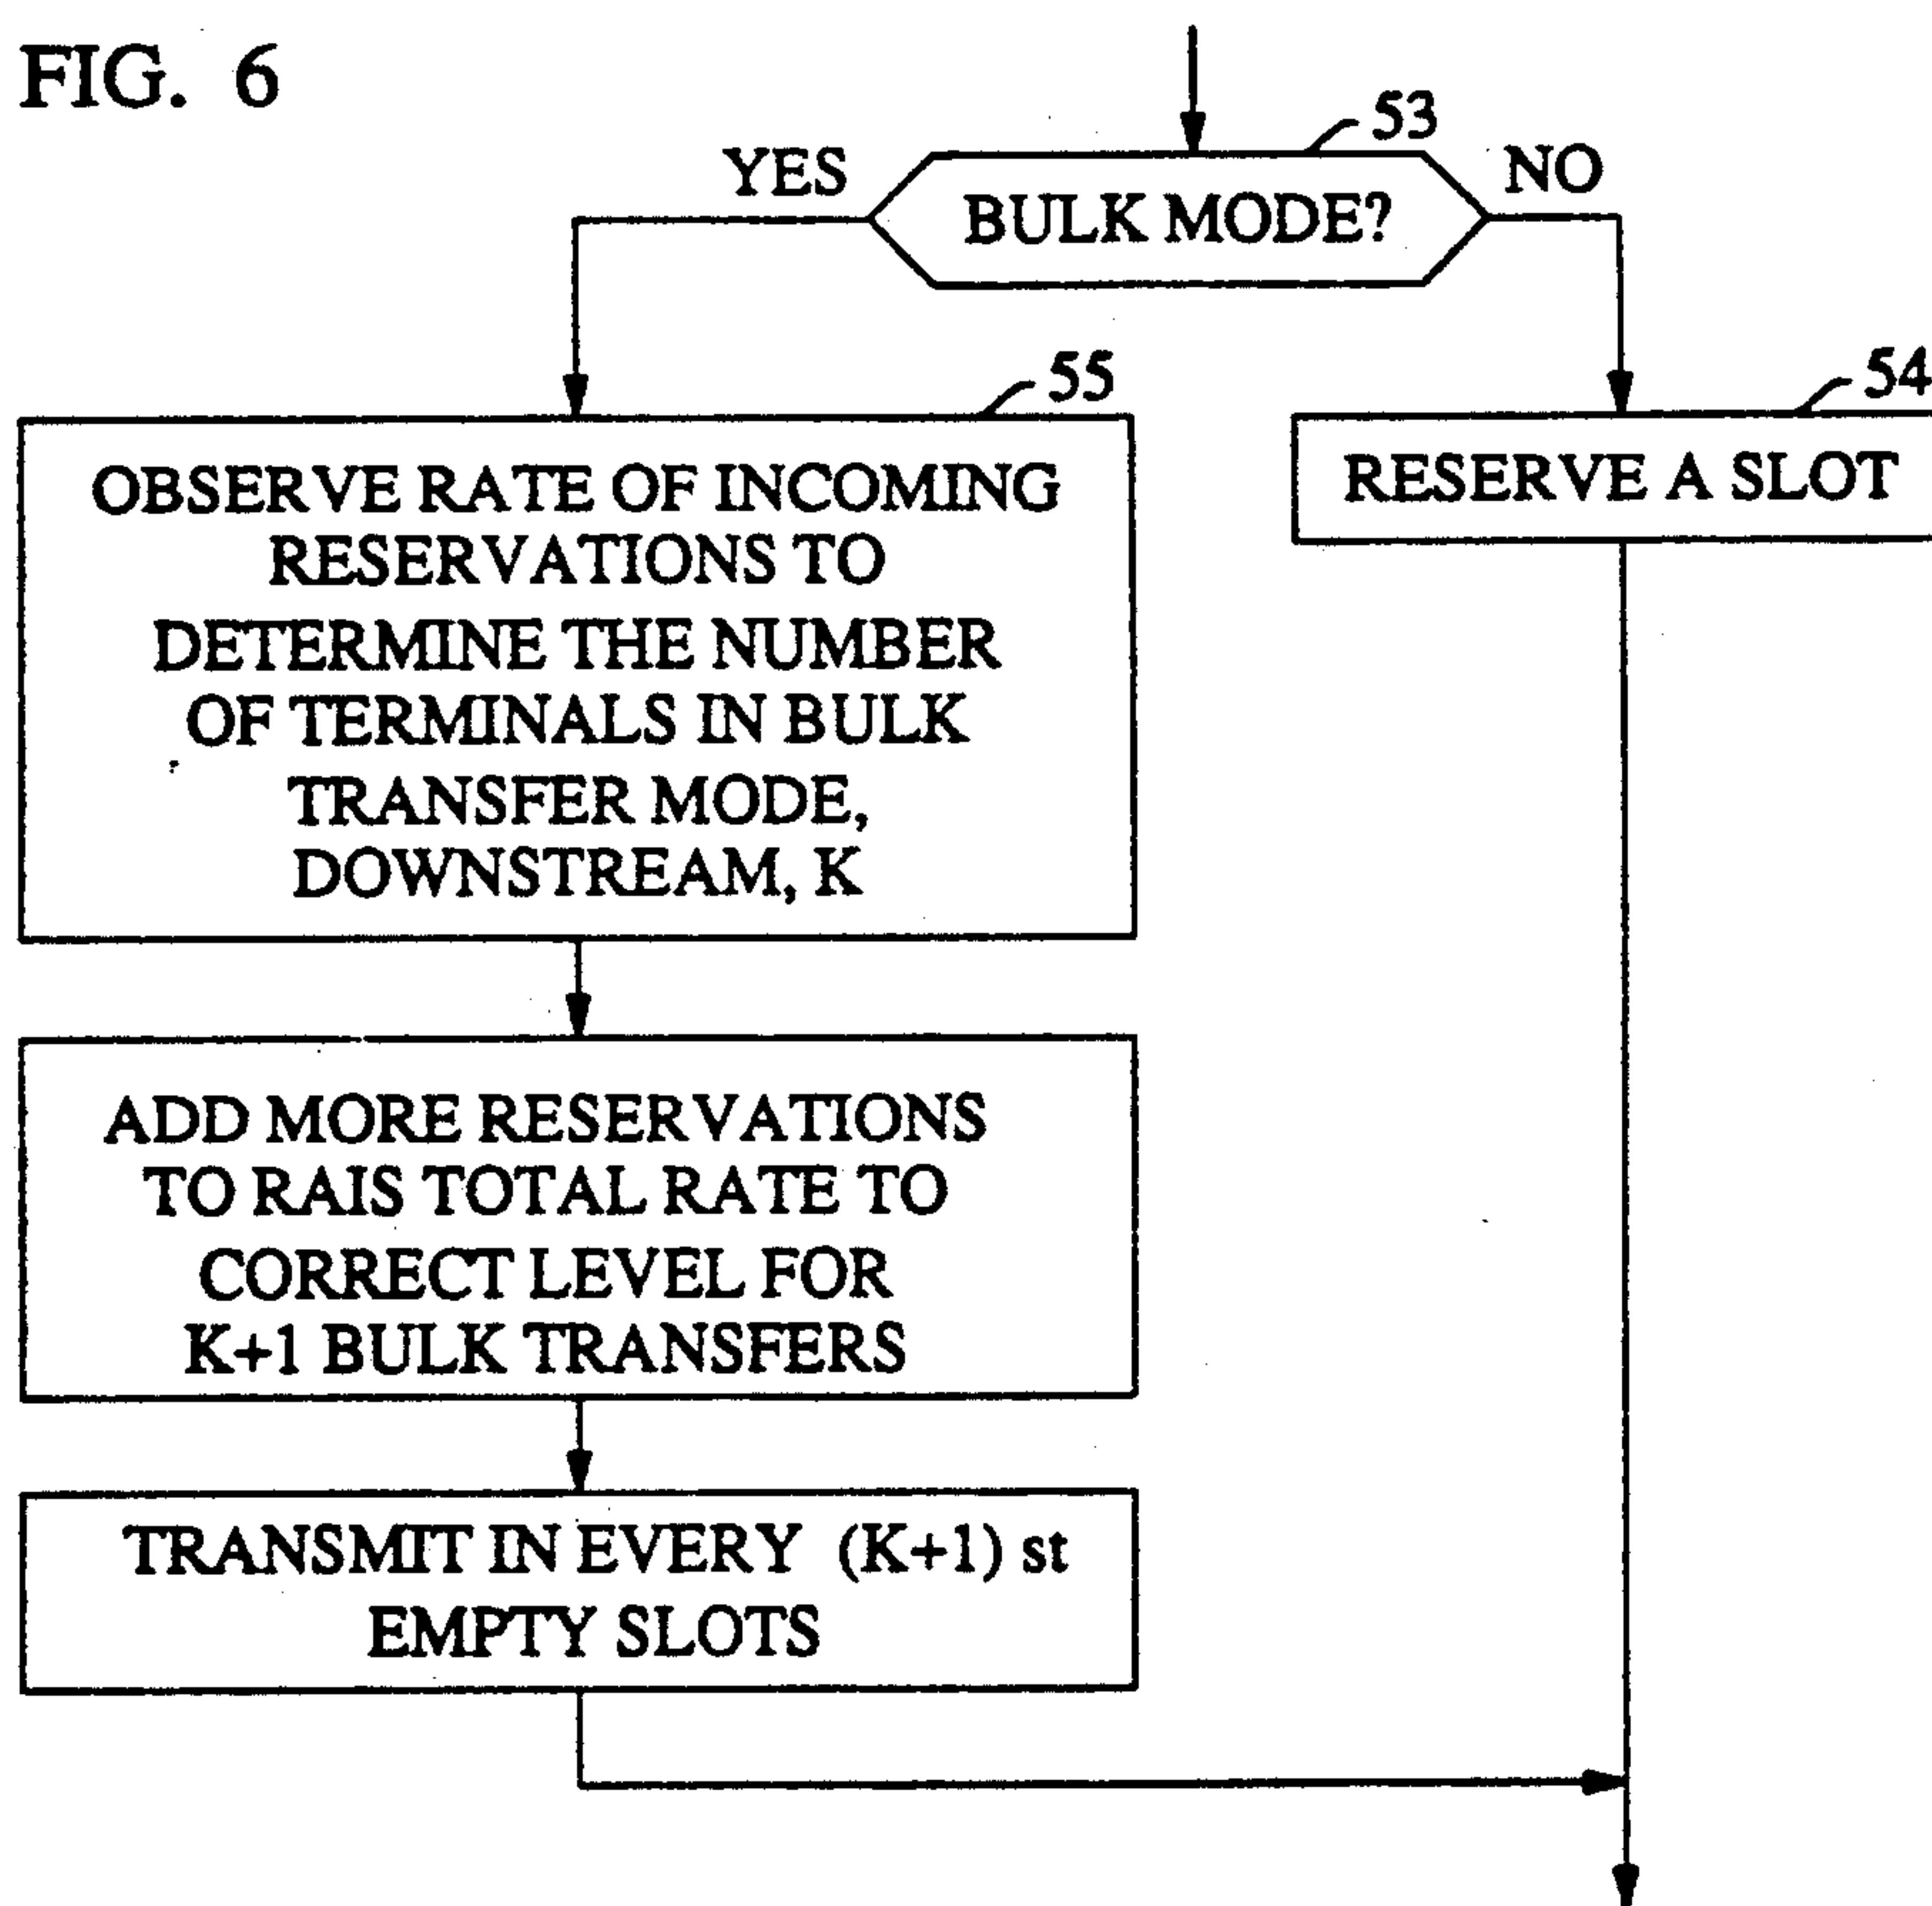 FIG. 6
53
YES
BULK MODE?
NO
55
54
OBSERVE RATE OF INCOMING
RESERVATIONS TO
DETERMINE THE NUMBER
OF TERMINALS IN BULK
TRANSFER MODE,
DOWNSTREAM, K
RESERVE A SLOT
ADD MORE RESERVATIONS
TO RAIS TOTAL RATE TO
CORRECT LEVEL FOR
K+1 BULK TRANSFERS
TRANSMIT IN EVERY (K+1) st
EMPTY SLOTS